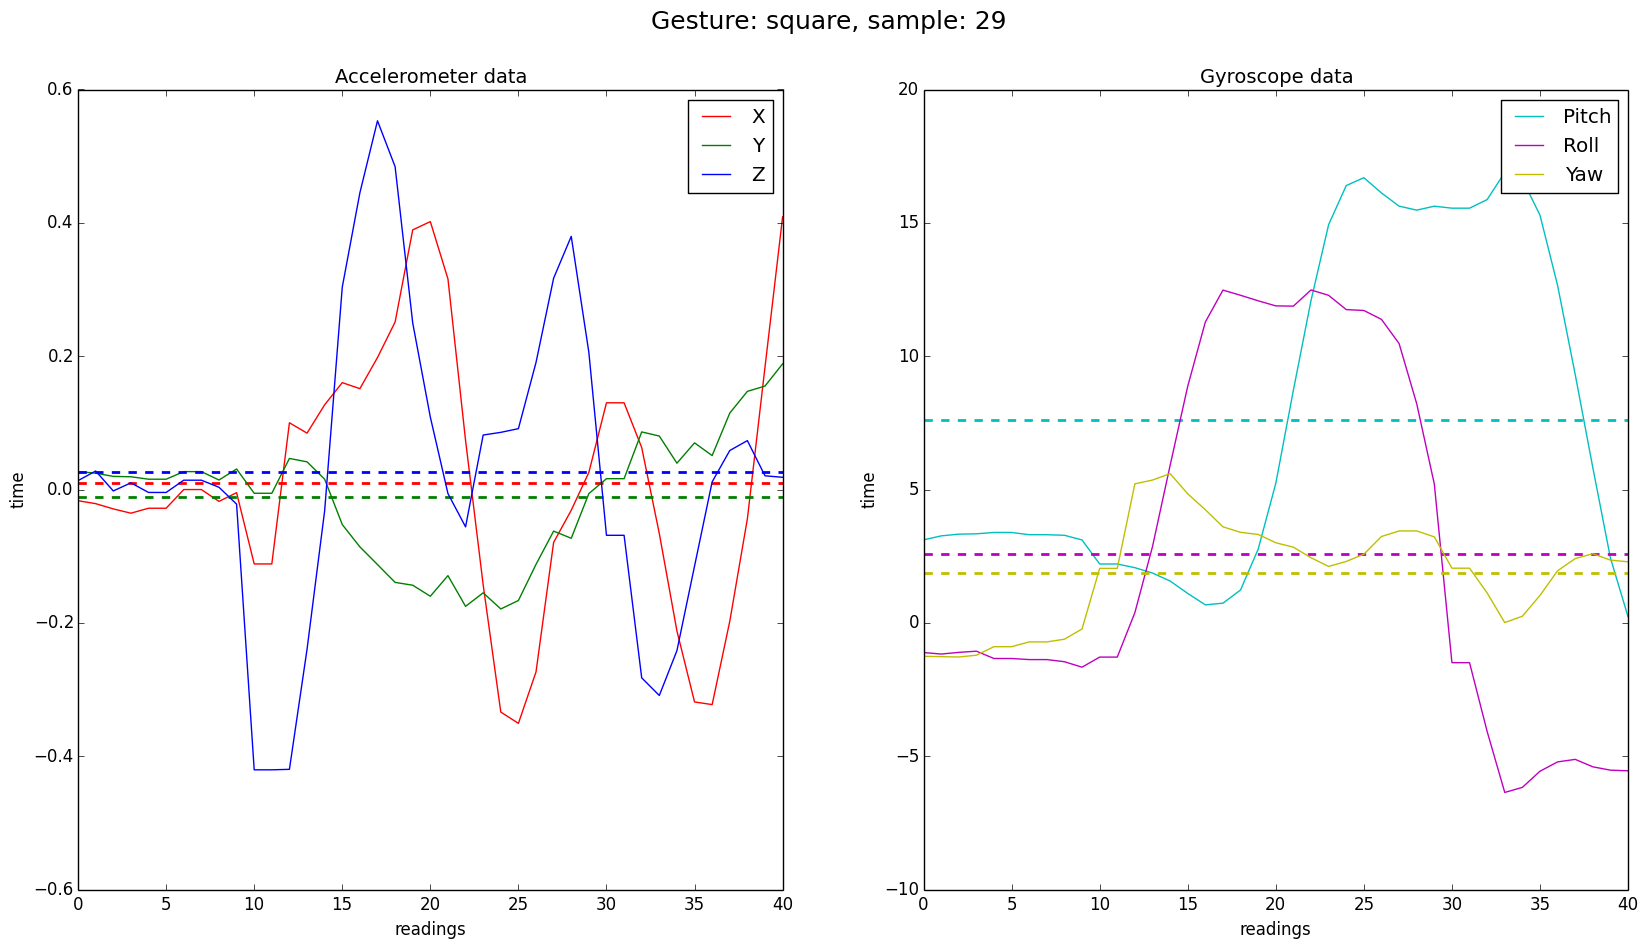 Gesture: square, sample: 29
Accelerometer data
0.6
0.4
0.2
0.0
−0.2
−0.4
−0.6
time
0 5 10 15 20 25 30 35 40
readings
X
Y
Z
Gyroscope data
20
15
10
5
0
−5
−10
time
0 5 10 15 20 25 30 35 40
readings
Pitch
Roll
Yaw